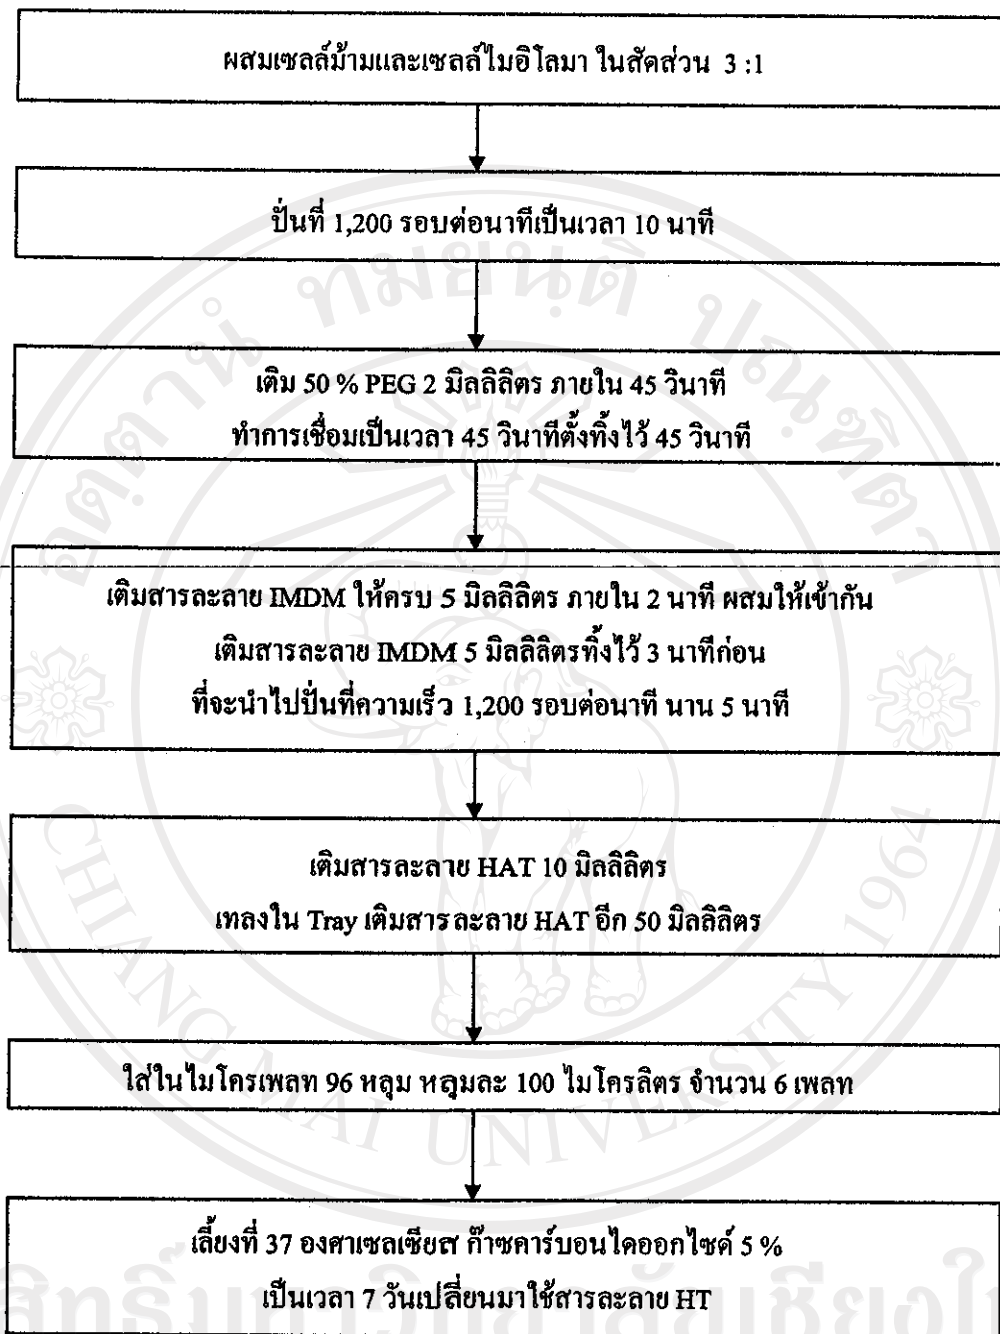 ผสมเซลล์ม้ามและเซลล์ไมอิโลมา ในสัดส่วน 3 :1
ปั่นที่ 1,200 รอบต่อนาทีเป็นเวลา 10 นาที
เติม 50 % PEG 2 มิลลิลิตร ภายใน 45 วินาที
ทำการเชื่อมเป็นเวลา 45 วินาทีตั้งทิ้งไว้ 45 วินาที
เติมสารละลาย IMDM ให้ครบ 5 มิลลิลิตร ภายใน 2 นาที ผสมให้เข้ากัน
เติมสารละลาย IMDM 5 มิลลิลิตรทิ้งไว้ 3 นาทีก่อน
ที่จะนำไปปั่นที่ความเร็ว 1,200 รอบต่อนาที นาน 5 นาที
เติมสารละลาย HAT 10 มิลลิลิตร
เทลงใน Tray เติมสารละลาย HAT อีก 50 มิลลิลิตร
ใส่ในไมโครเพลท 96 หลุม หลุมละ 100 ไมโครลิตร จำนวน 6 เพลท
เลี้ยงที่ 37 องศาเซลเซียส ก๊าซคาร์บอนไดออกไซด์ 5 %
เป็นเวลา 7 วันเปลี่ยนมาใช้สารละลาย HT
อตฺตานํ ทมยนฺติ ปณฺฑิตา
CHIANG MAI UNIVERSITY 1964